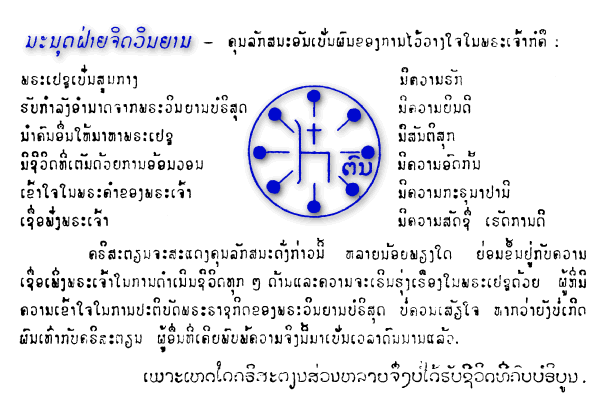 ມະນຸດຝ່າຍຈິດວິນຍານ – ຄຸນລັກສນະອັນເປັນຜົນຂອງການໄວ້ວາງໃຈໃນພຣະເຈົ້າກໍຄື :
ພຣະເຢຊູເປັນສູນກາງ
ຮັບກຳລັງອຳນາດຈາກພຣະວິນຍານບໍຣິສຸດ
ນຳຄົນອື່ນໃຫ້ມາຫາພຣະເຢຊູ
ມີຊີວິດທີ່ເຕັມດ້ວຍການອ້ອນວອນ
ເຂົ້າໃຈໃນພຣະຄຳຂອງພຣະເຈົ້າ
ເຊື່ອຟັງພຣະເຈົ້າ
ຕົນ
ມີຄວາມຮັກ
ມີຄວາມຍິນດີ
ມີສັນຕິສຸກ
ມີຄວາມອົດກັ້ນ
ມີຄວາມກະຣຸນາປານີ
ມີຄວາມສັດຊື່ ເຮັດການດີ
ຄຣິສະຕຽນຈະສະແດງຄຸນລັກສນະດັ່ງກ່າວນີ້ ຫລາຍນ້ອຍພຽງໃດ ຍ່ອມຂຶ້ນຢູ່ກັບຄວາມ
ເຊື່ອເພິ່ງພຣະເຈົ້າໃນການດຳເນີນຊີວິດທຸກ ໆ ດ້ານແລະຄວາມຈະເຣີນຮຸ່ງເຮືອງໃນພຣະເຢຊູດ້ວຍ ຜູ້ທີ່ມີ
ຄວາມເຂົ້າໃຈໃນການປະຕິບັດພຣະຣາຊກິດຂອງພຣະວິນຍານບໍຣິສຸດ ບໍ່ຄວນເສັຽໃຈ ຫາກວ່າຍັງບໍ່ເກີດ
ຜົນເທົ່າກັບຄຣິສະຕຽນ ຜູ້ອື່ນທີ່ເຄີຍພົບພໍ້ຄວາມຈິງນີ້ມາເປັນເວລາດົນນານແລ້ວ.
ເພາະເຫດໃດຄຣິສະຕຽນສ່ວນຫລາຍຈຶ່ງບໍ່ໄດ້ຮັບຊີວິດທີ່ຄົບບໍຣິບູນ.